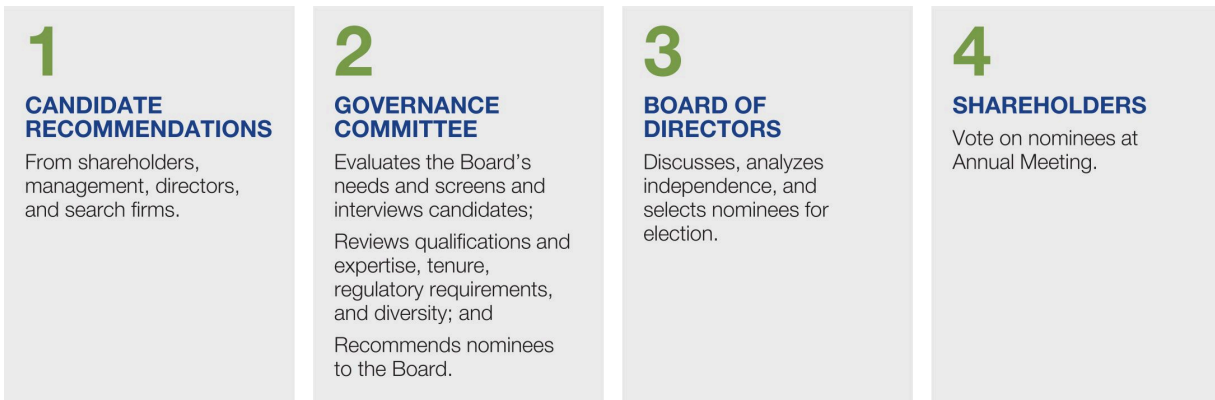 1
CANDIDATE
RECOMMENDATIONS
From shareholders,
management, directors,
and search firms.
2
GOVERNANCE
COMMITTEE
Evaluates the Board's
needs and screens and
interviews candidates;
Reviews qualifications and
expertise, tenure,
regulatory requirements,
and diversity; and
Recommends nominees
to the Board.
3
BOARD OF
DIRECTORS
Discusses, analyzes
independence, and
selects nominees for
election.
4
SHAREHOLDERS
Vote on nominees at
Annual Meeting.